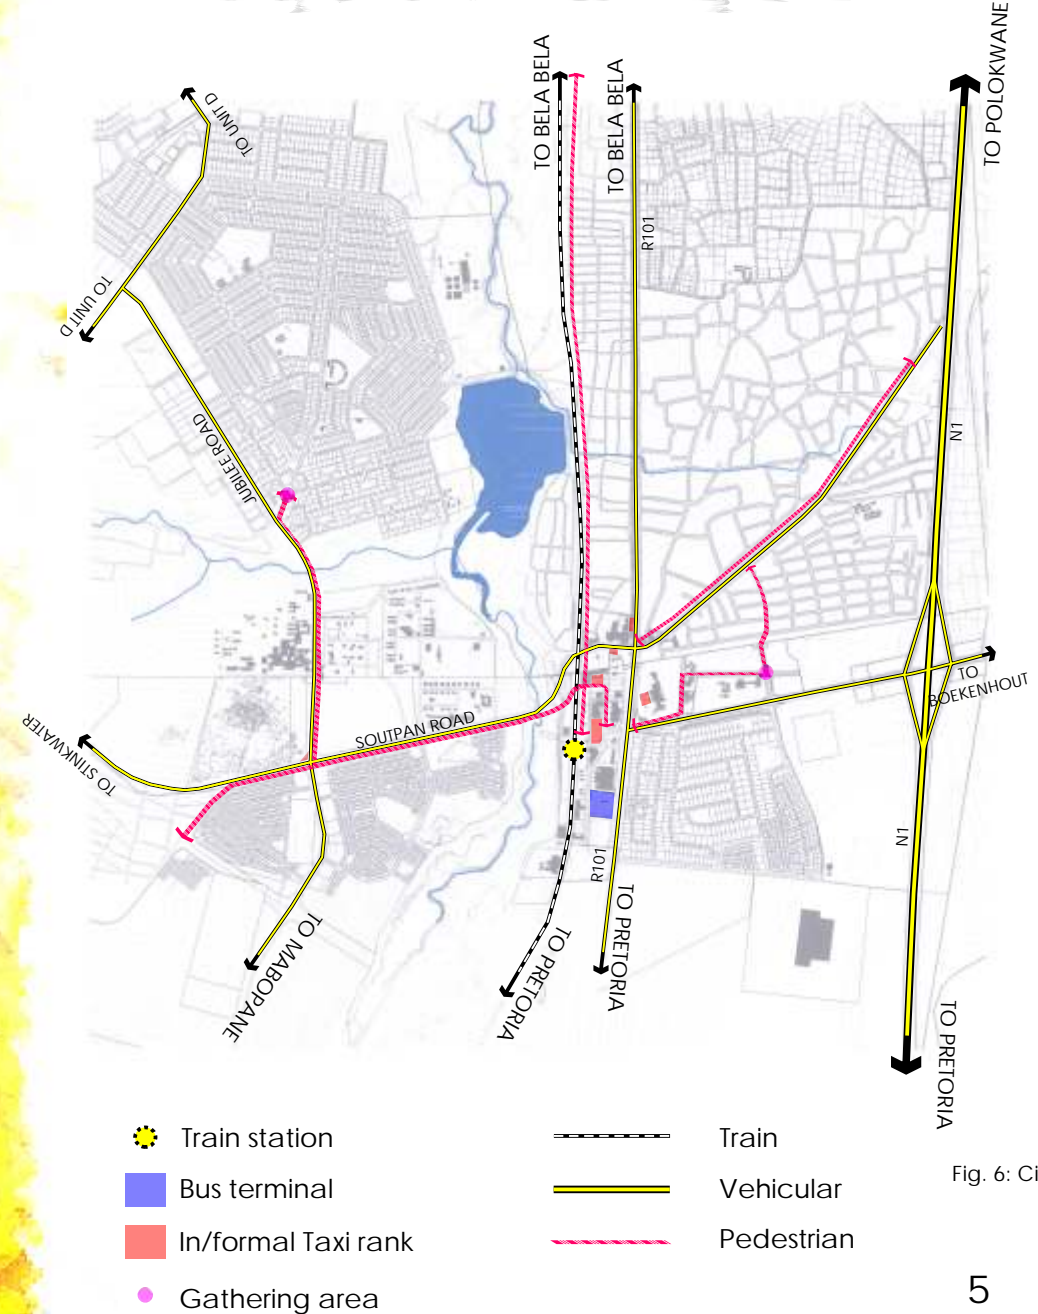 TO POLOKWANE
TO BELA BELA
TO BELA BELA
TO UNIT D
R101
TO UNIT D
JUBILEE ROAD
N1
TO
BOEKENHOUT
SOUTPAN ROAD
TO STINKWATER
N1
R101
TO PRETORIA
TO MABOPANE
TO PRETORIA
TO PRETORIA
Train station
Train
Bus terminal
Vehicular
In/formal Taxi rank
Pedestrian
Gathering area
Fig. 6: Ci
5